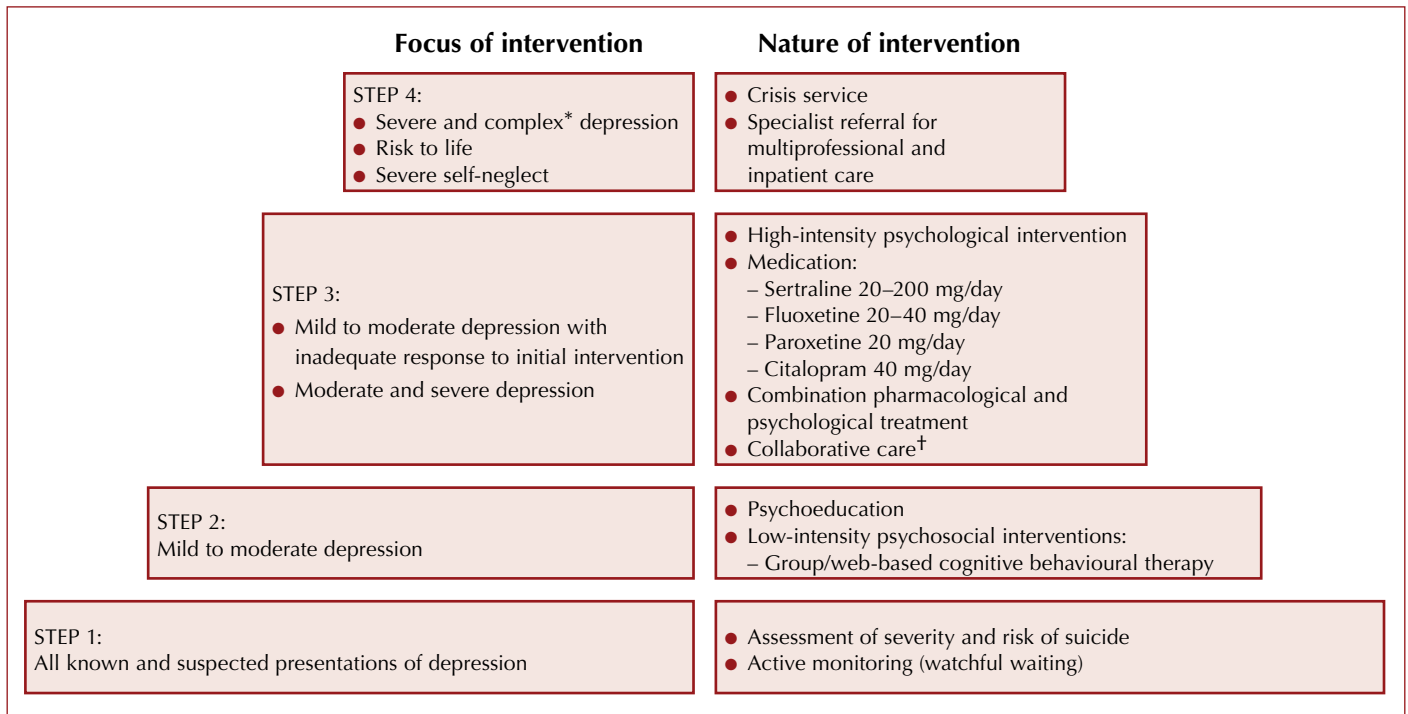 Focus of intervention
Nature of intervention
STEP 4:
● Severe and complex* depression
● Risk to life
● Severe self-neglect
● Crisis service
● Specialist referral for
multiprofessional and
inpatient care
STEP 3:
● Mild to moderate depression with
inadequate response to initial intervention
● Moderate and severe depression
● High-intensity psychological intervention
● Medication:
– Sertraline 20–200 mg/day
– Fluoxetine 20–40 mg/day
– Paroxetine 20 mg/day
– Citalopram 40 mg/day
● Combination pharmacological and
psychological treatment
● Collaborative care†
STEP 2:
Mild to moderate depression
● Psychoeducation
● Low-intensity psychosocial interventions:
– Group/web-based cognitive behavioural therapy
STEP 1:
All known and suspected presentations of depression
● Assessment of severity and risk of suicide
● Active monitoring (watchful waiting)